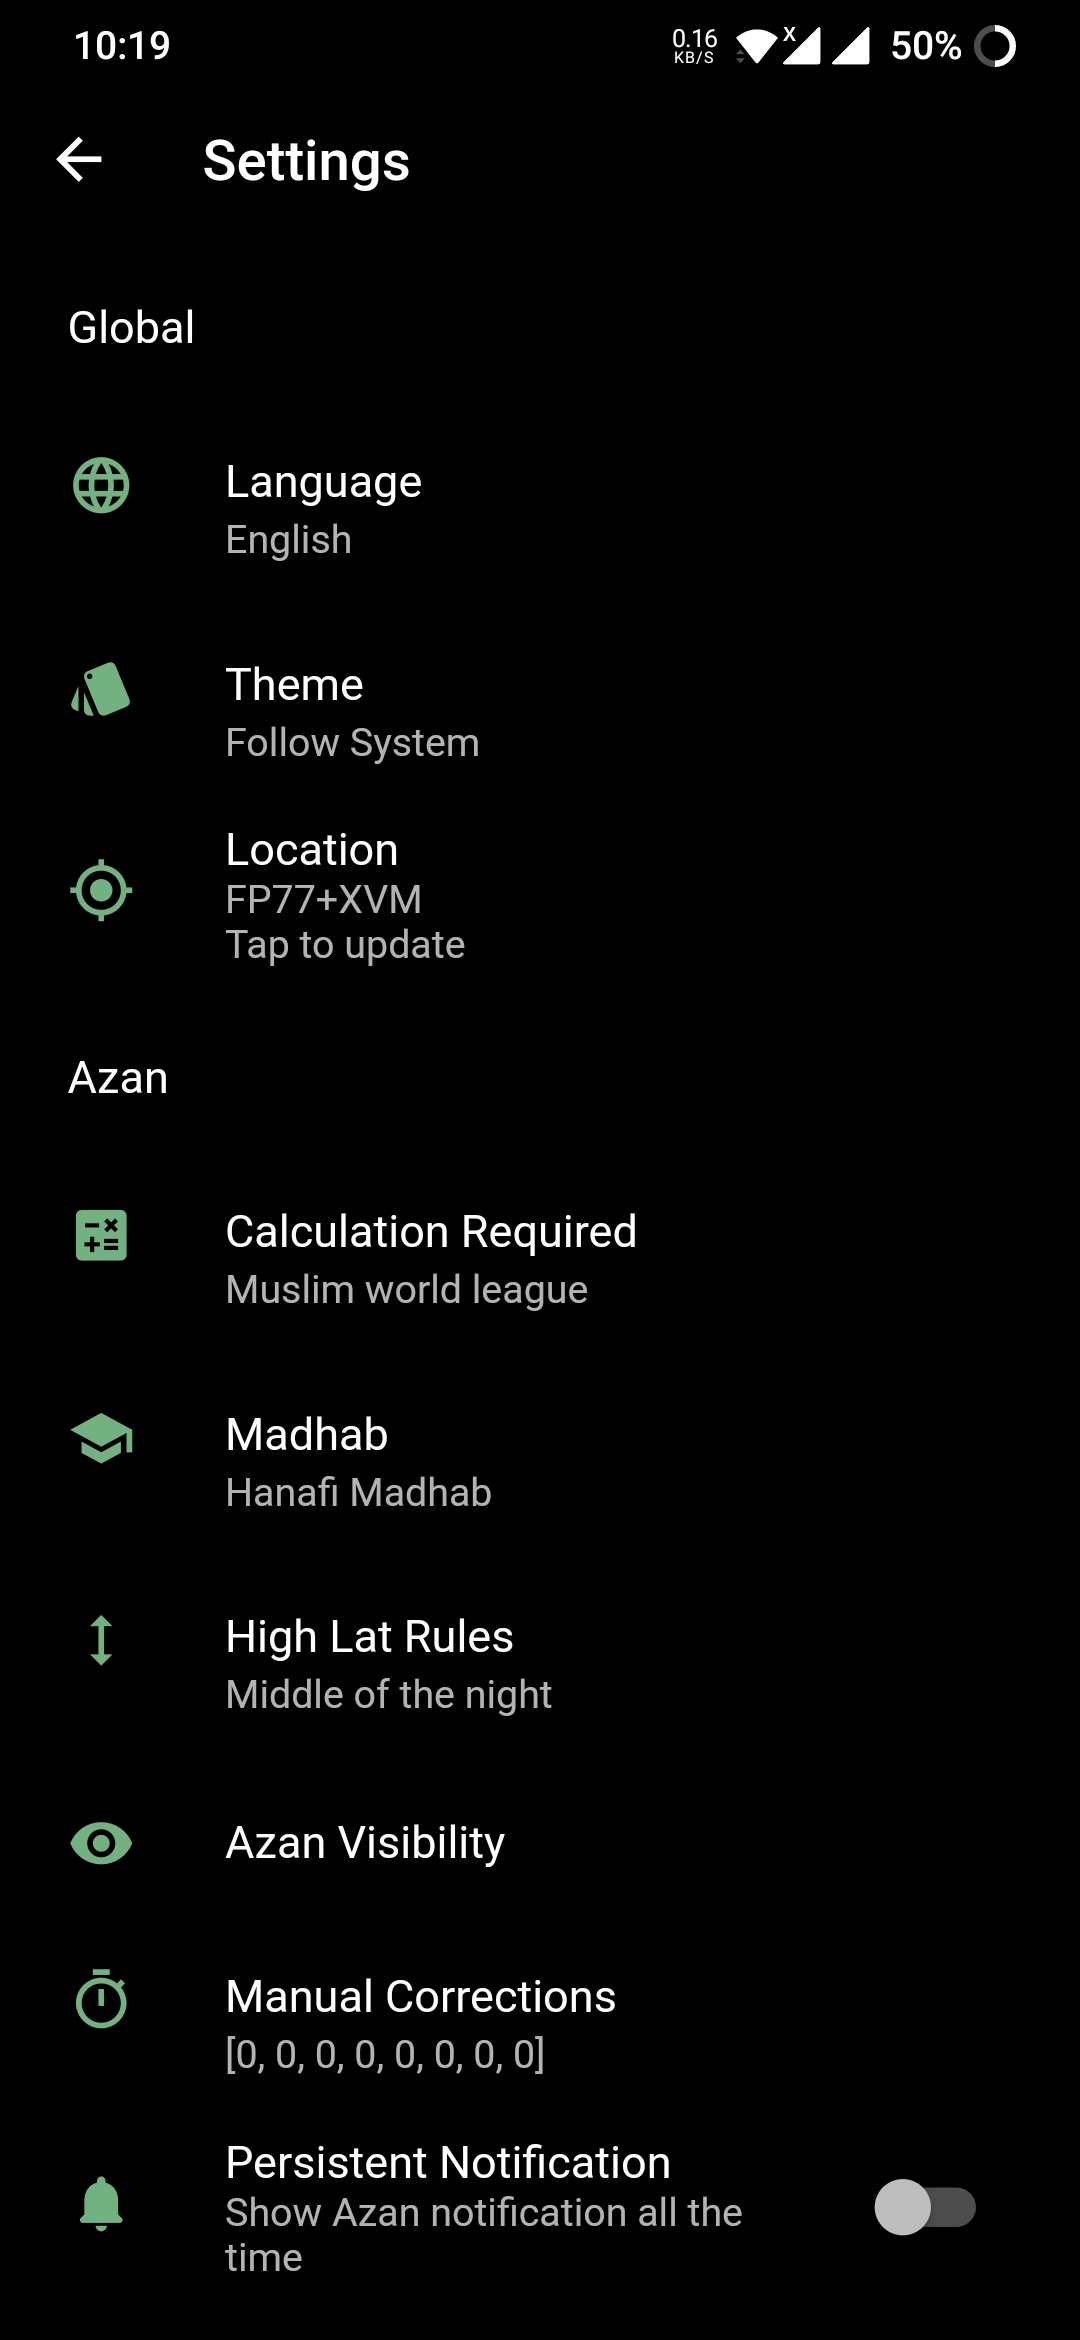 10:19 0.16 KB/S X 50%
Settings
Global
Language
English
Theme
Follow System
Location
FP77+XVM
Tap to update
Azan
Calculation Required
Muslim world league
Madhab
Hanafi Madhab
High Lat Rules
Middle of the night
Azan Visibility
Manual Corrections
[0, 0, 0, 0, 0, 0, 0, 0]
Persistent Notification
Show Azan notification all the
time